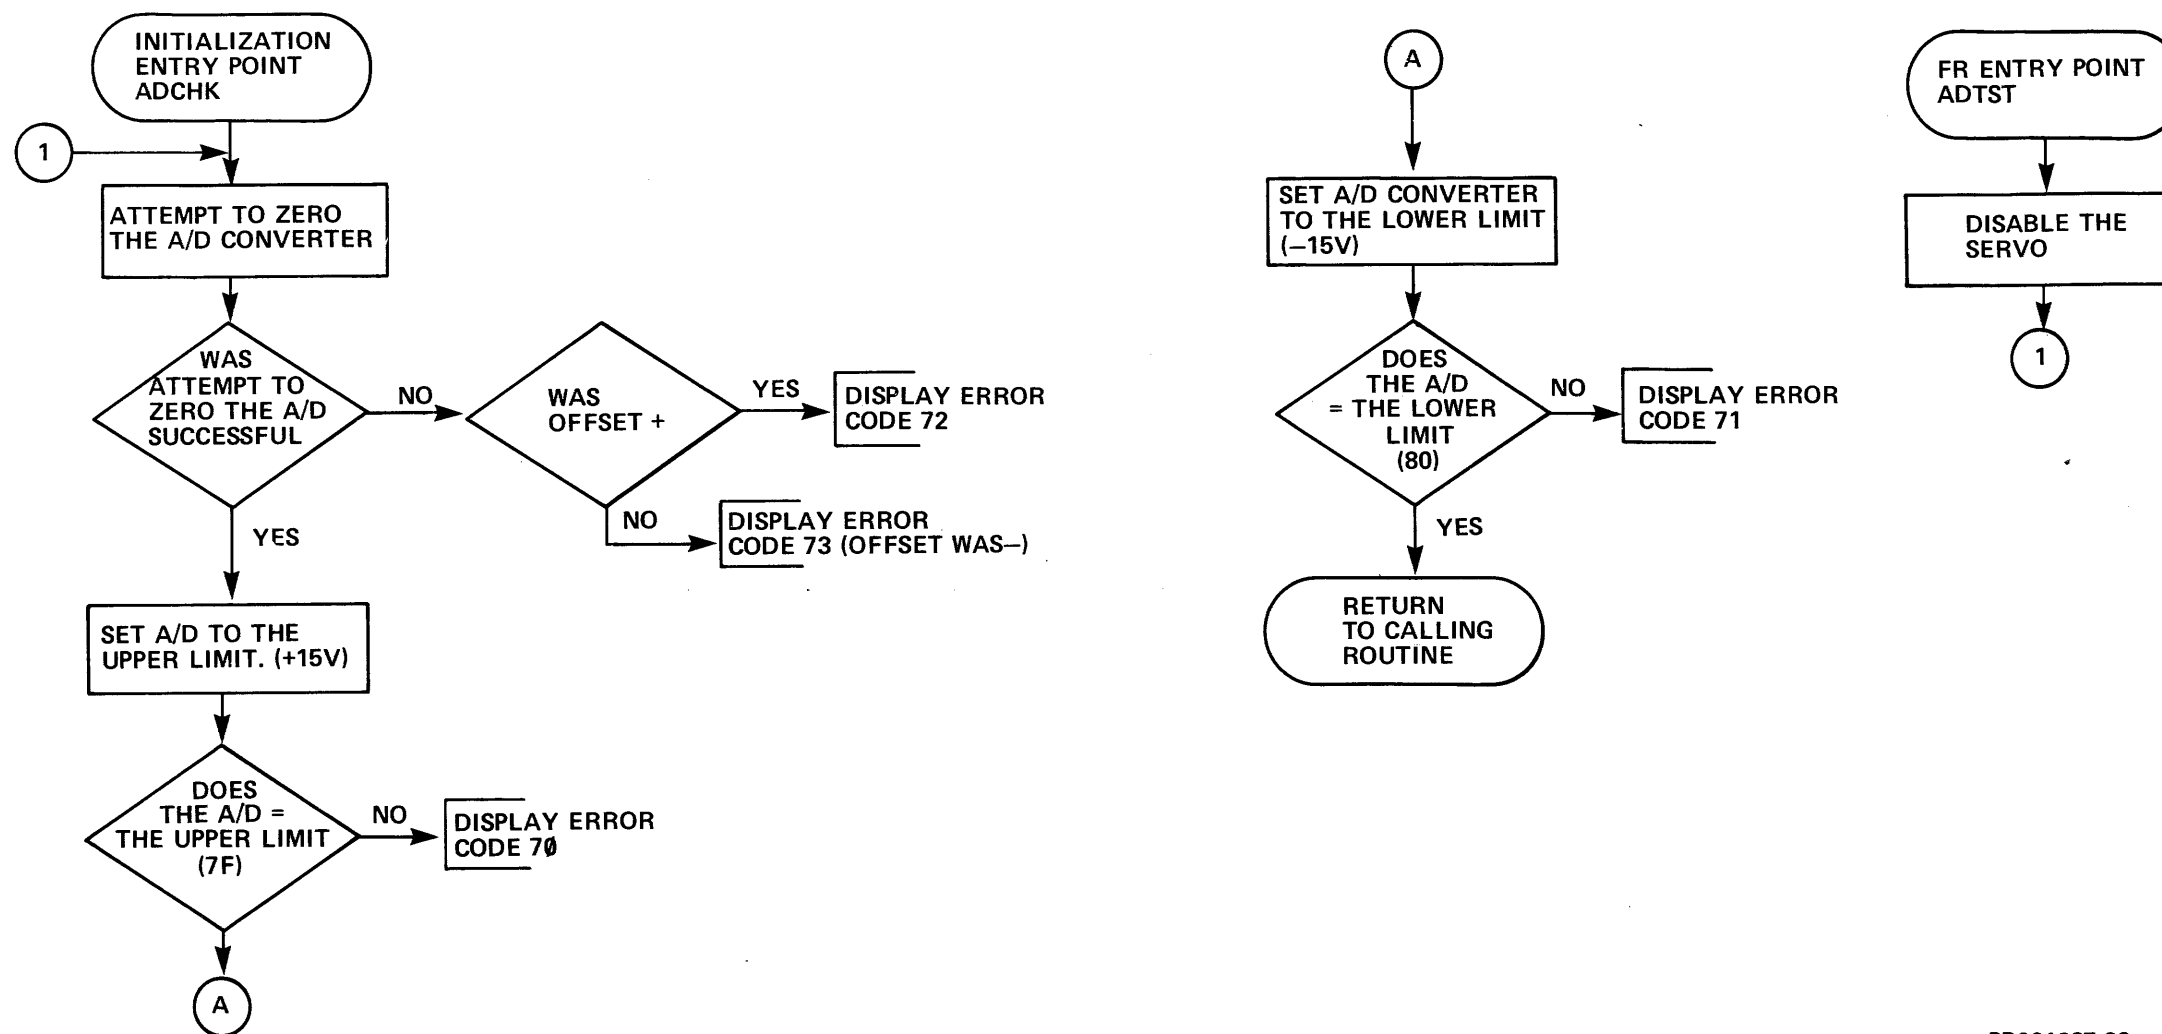 INITIALIZATION
ENTRY POINT
ADCHK
1
ATTEMPT TO ZERO
THE A/D CONVERTER
WAS
ATTEMPT TO
ZERO THE A/D
SUCCESSFUL
NO
WAS
OFFSET +
YES
DISPLAY ERROR
CODE 72
NO
DISPLAY ERROR
CODE 73 (OFFSET WAS–)
YES
SET A/D TO THE
UPPER LIMIT. (+15V)
DOES
THE A/D =
THE UPPER LIMIT
(7F)
NO
DISPLAY ERROR
CODE 7Ø
A
A
SET A/D CONVERTER
TO THE LOWER LIMIT
(–15V)
DOES
THE A/D
= THE LOWER
LIMIT
(80)
NO
DISPLAY ERROR
CODE 71
YES
RETURN
TO CALLING
ROUTINE
FR ENTRY POINT
ADTST
DISABLE THE
SERVO
1